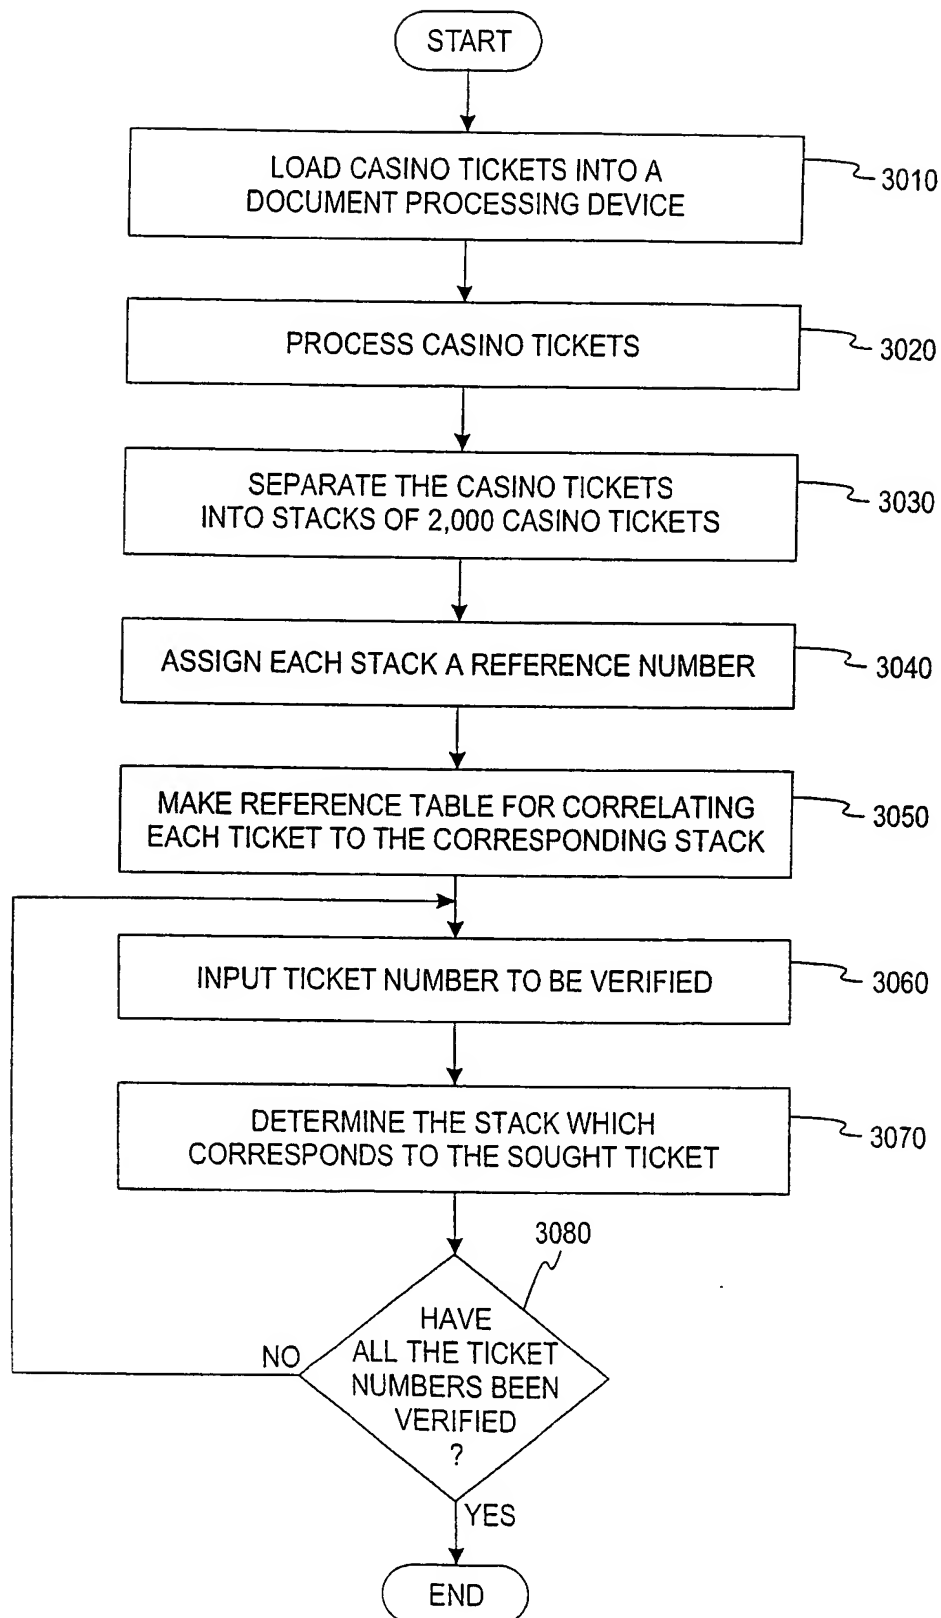 START
LOAD CASINO TICKETS INTO A
DOCUMENT PROCESSING DEVICE
3010
PROCESS CASINO TICKETS
3020
SEPARATE THE CASINO TICKETS
INTO STACKS OF 2,000 CASINO TICKETS
3030
ASSIGN EACH STACK A REFERENCE NUMBER
3040
MAKE REFERENCE TABLE FOR CORRELATING
EACH TICKET TO THE CORRESPONDING STACK
3050
INPUT TICKET NUMBER TO BE VERIFIED
3060
DETERMINE THE STACK WHICH
CORRESPONDS TO THE SOUGHT TICKET
3070
3080
HAVE
ALL THE TICKET
NUMBERS BEEN
VERIFIED
?
NO
YES
END